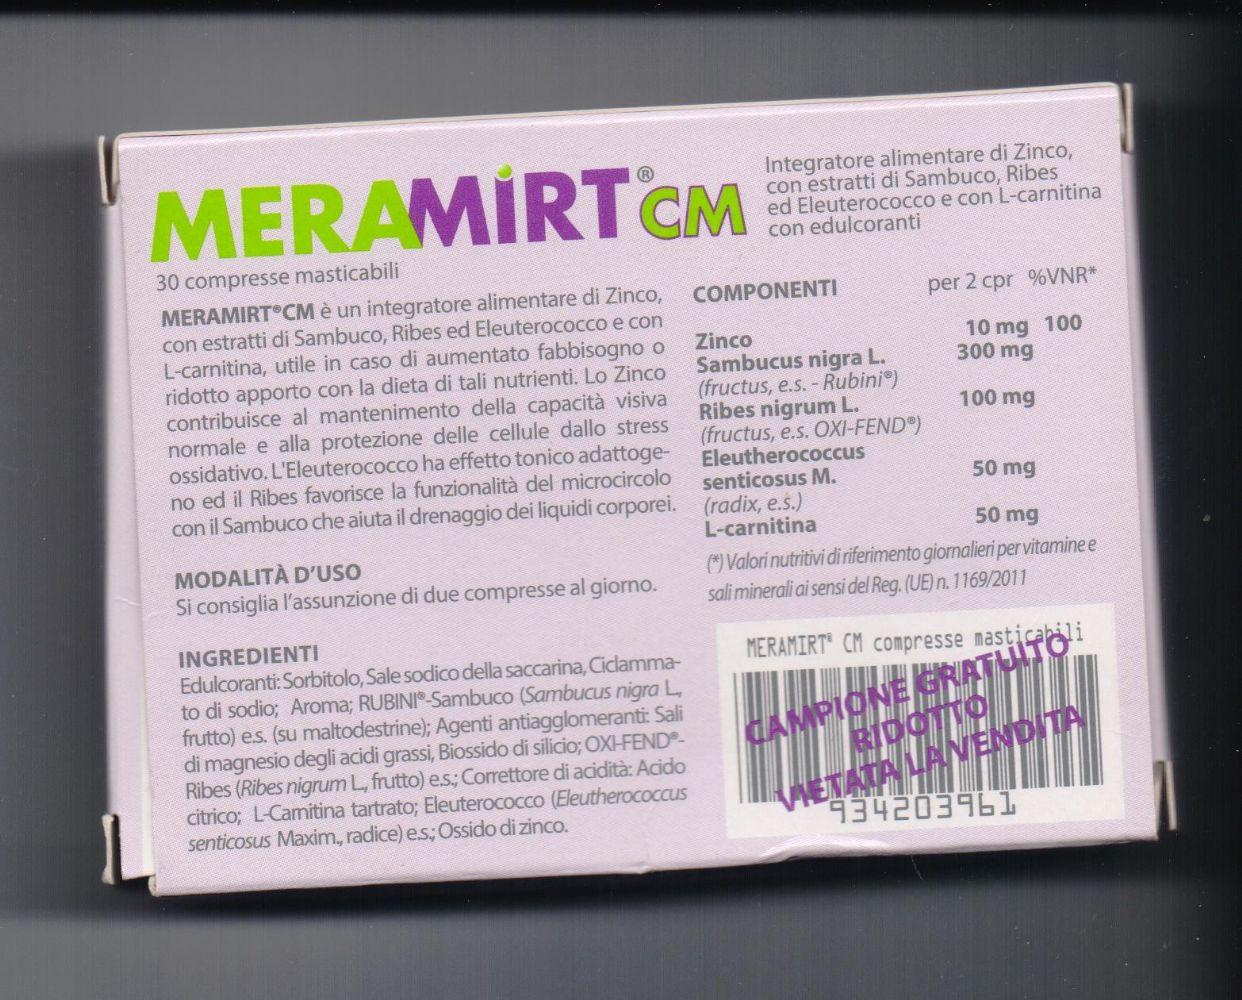 MERAMIRT® CM
30 compresse masticabili
Integratore alimentare di Zinco,
con estratti di Sambuco, Ribes
ed Eleuterococco e con L-carnitina
con edulcoranti
MERAMIRT®CM è un integratore alimentare di Zinco,
con estratti di Sambuco, Ribes ed Eleuterococco e con
L-carnitina, utile in caso di aumentato fabbisogno o
ridotto apporto con la dieta di tali nutrienti. Lo Zinco
contribuisce al mantenimento della capacità visiva
normale e alla protezione delle cellule dallo stress
ossidativo. L'Eleuterococco ha effetto tonico adattoge-
no ed il Ribes favorisce la funzionalità del microcircolo
con il Sambuco che aiuta il drenaggio dei liquidi corporei.
MODALITÀ D'USO
Si consiglia l'assunzione di due compresse al giorno.
INGREDIENTI
Edulcoranti: Sorbitolo, Sale sodico della saccarina, Ciclamma-
to di sodio; Aroma; RUBINI®-Sambuco (Sambucus nigra L.,
frutto) e.s. (su maltodestrine); Agenti antiagglomeranti: Sali
di magnesio degli acidi grassi, Biossido di silicio; OXI-FEND®-
Ribes (Ribes nigrum L., frutto) e.s.; Correttore di acidità: Acido
citrico; L-Carnitina tartrato; Eleuterococco (Eleutherococcus
senticosus Maxim., radice) e.s.; Ossido di zinco.
COMPONENTI per 2 cpr %VNR*
Zinco 10 mg 100
Sambucus nigra L. 300 mg
(fructus, e.s. - Rubini®)
Ribes nigrum L. 100 mg
(fructus, e.s. OXI-FEND®)
Eleutherococcus
senticosus M. 50 mg
(radix, e.s.)
L-carnitina 50 mg
(*) Valori nutritivi di riferimento giornalieri per vitamine e
sali minerali ai sensi del Reg. (UE) n. 1169/2011
MERAMIRT® CM compresse masticabili
CAMPIONE GRATUITO
RIDOTTO
VIETATA LA VENDITA
934203961